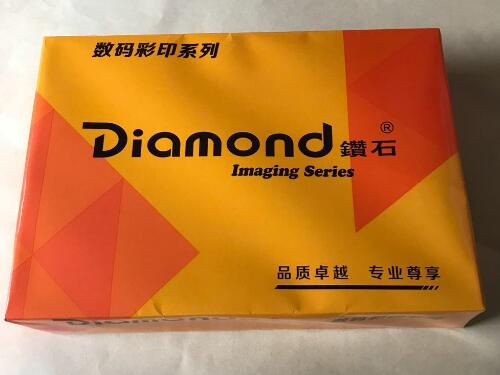 数码彩印系列
Diamond 鑽石 ®
Imaging Series
品质卓越 专业尊享
Diamond